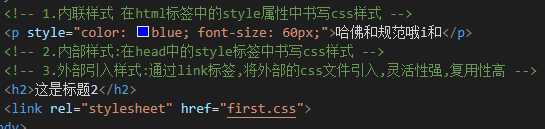 <!-- 1.内联样式 在html标签中的style属性中书写css样式 -->
<p style="color: blue; font-size: 60px;">哈佛和规范哦i和</p>
<!-- 2.内部样式:在head中的style标签中书写css样式 -->
<!-- 3.外部引入样式:通过link标签,将外部的css文件引入,灵活性强,复用性高 -->
<h2>这是标题2</h2>
<link rel="stylesheet" href="first.css">